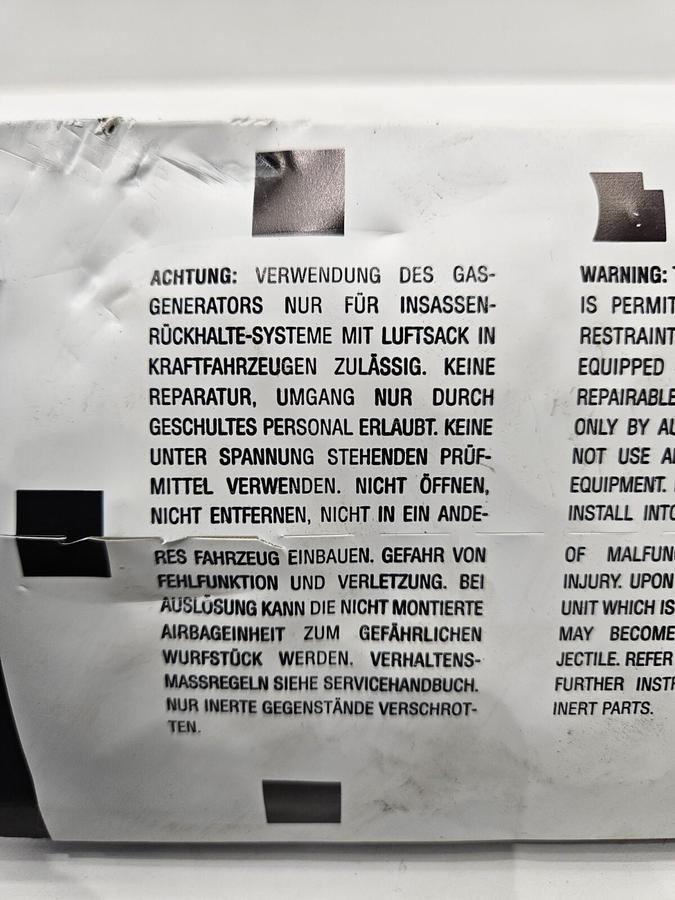 ACHTUNG: VERWENDUNG DES GAS-
GENERATORS NUR FÜR INSASSEN-
RÜCKHALTE-SYSTEME MIT LUFTSACK IN
KRAFTFAHRZEUGEN ZULÄSSIG. KEINE
REPARATUR, UMGANG NUR DURCH
GESCHULTES PERSONAL ERLAUBT. KEINE
UNTER SPANNUNG STEHENDEN PRÜF-
MITTEL VERWENDEN. NICHT ÖFFNEN,
NICHT ENTFERNEN, NICHT IN EIN ANDE-
RES FAHRZEUG EINBAUEN. GEFAHR VON
FEHLFUNKTION UND VERLETZUNG. BEI
AUSLÖSUNG KANN DIE NICHT MONTIERTE
AIRBAGEINHEIT ZUM GEFÄHRLICHEN
WURFSTÜCK WERDEN. VERHALTENS-
MASSREGELN SIEHE SERVICEHANDBUCH.
NUR INERTE GEGENSTÄNDE VERSCHROT-
TEN.
WARNING:
IS PERMIT
RESTRAINT
EQUIPPED
REPAIRABLE
ONLY BY
NOT USE
EQUIPMENT.
INSTALL INTO
OF MALFUN
INJURY. UPON
UNIT WHICH IS
MAY BECOME
JECTILE. REFER
FURTHER INST
INERT PARTS.